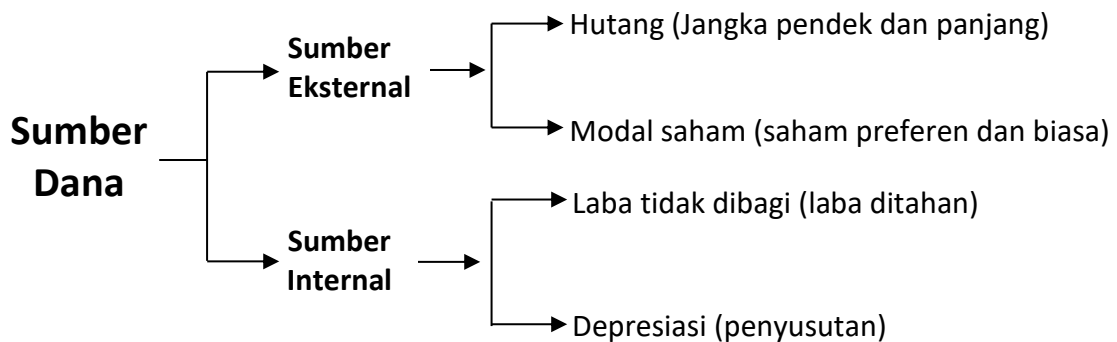 Sumber
Dana
Sumber
Eksternal
Hutang (Jangka pendek dan panjang)
Modal saham (saham preferen dan biasa)
Sumber
Internal
Laba tidak dibagi (laba ditahan)
Depresiasi (penyusutan)